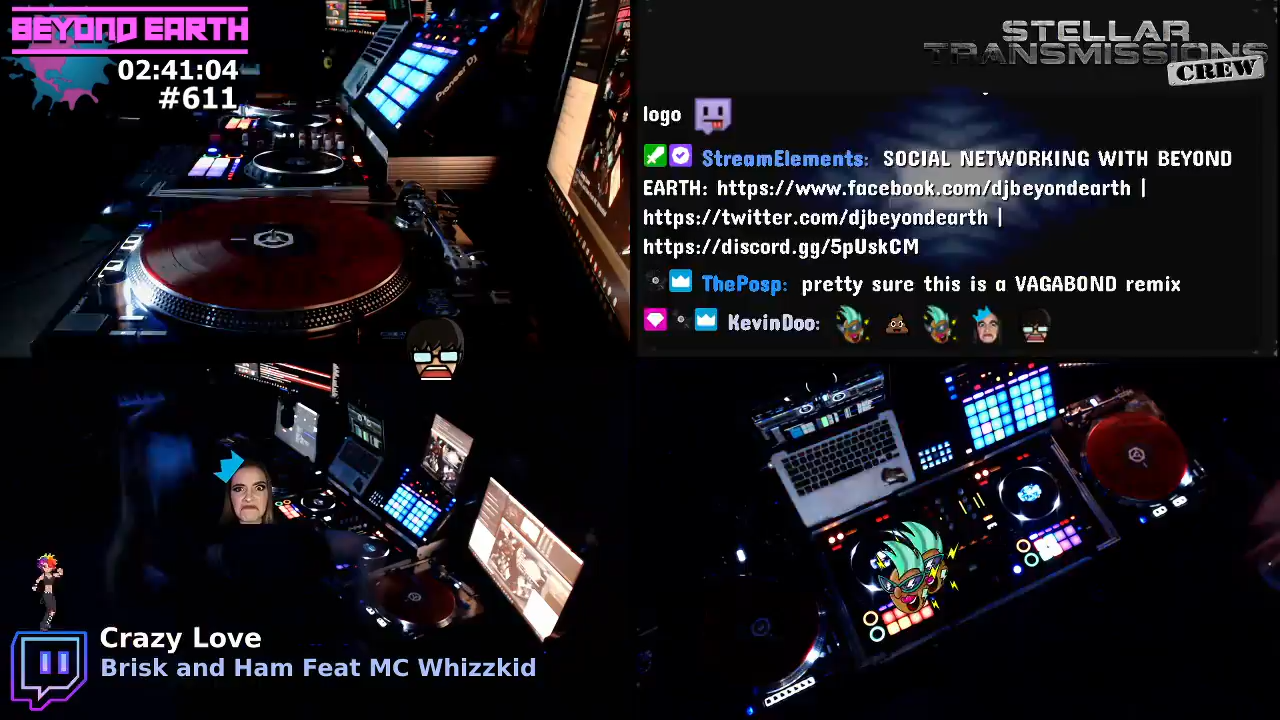 BEYOND EARTH
02:41:04
#611
Pioneer DJ
STELLAR
TRANSMISSIONS
CREW
logo
StreamElements: SOCIAL NETWORKING WITH BEYOND
EARTH: https://www.facebook.com/djbeyondearth |
https://twitter.com/djbeyondearth |
https://discord.gg/5pUskCM
ThePosp: pretty sure this is a VAGABOND remix
KevinDoo:
Crazy Love
Brisk and Ham Feat MC Whizzkid